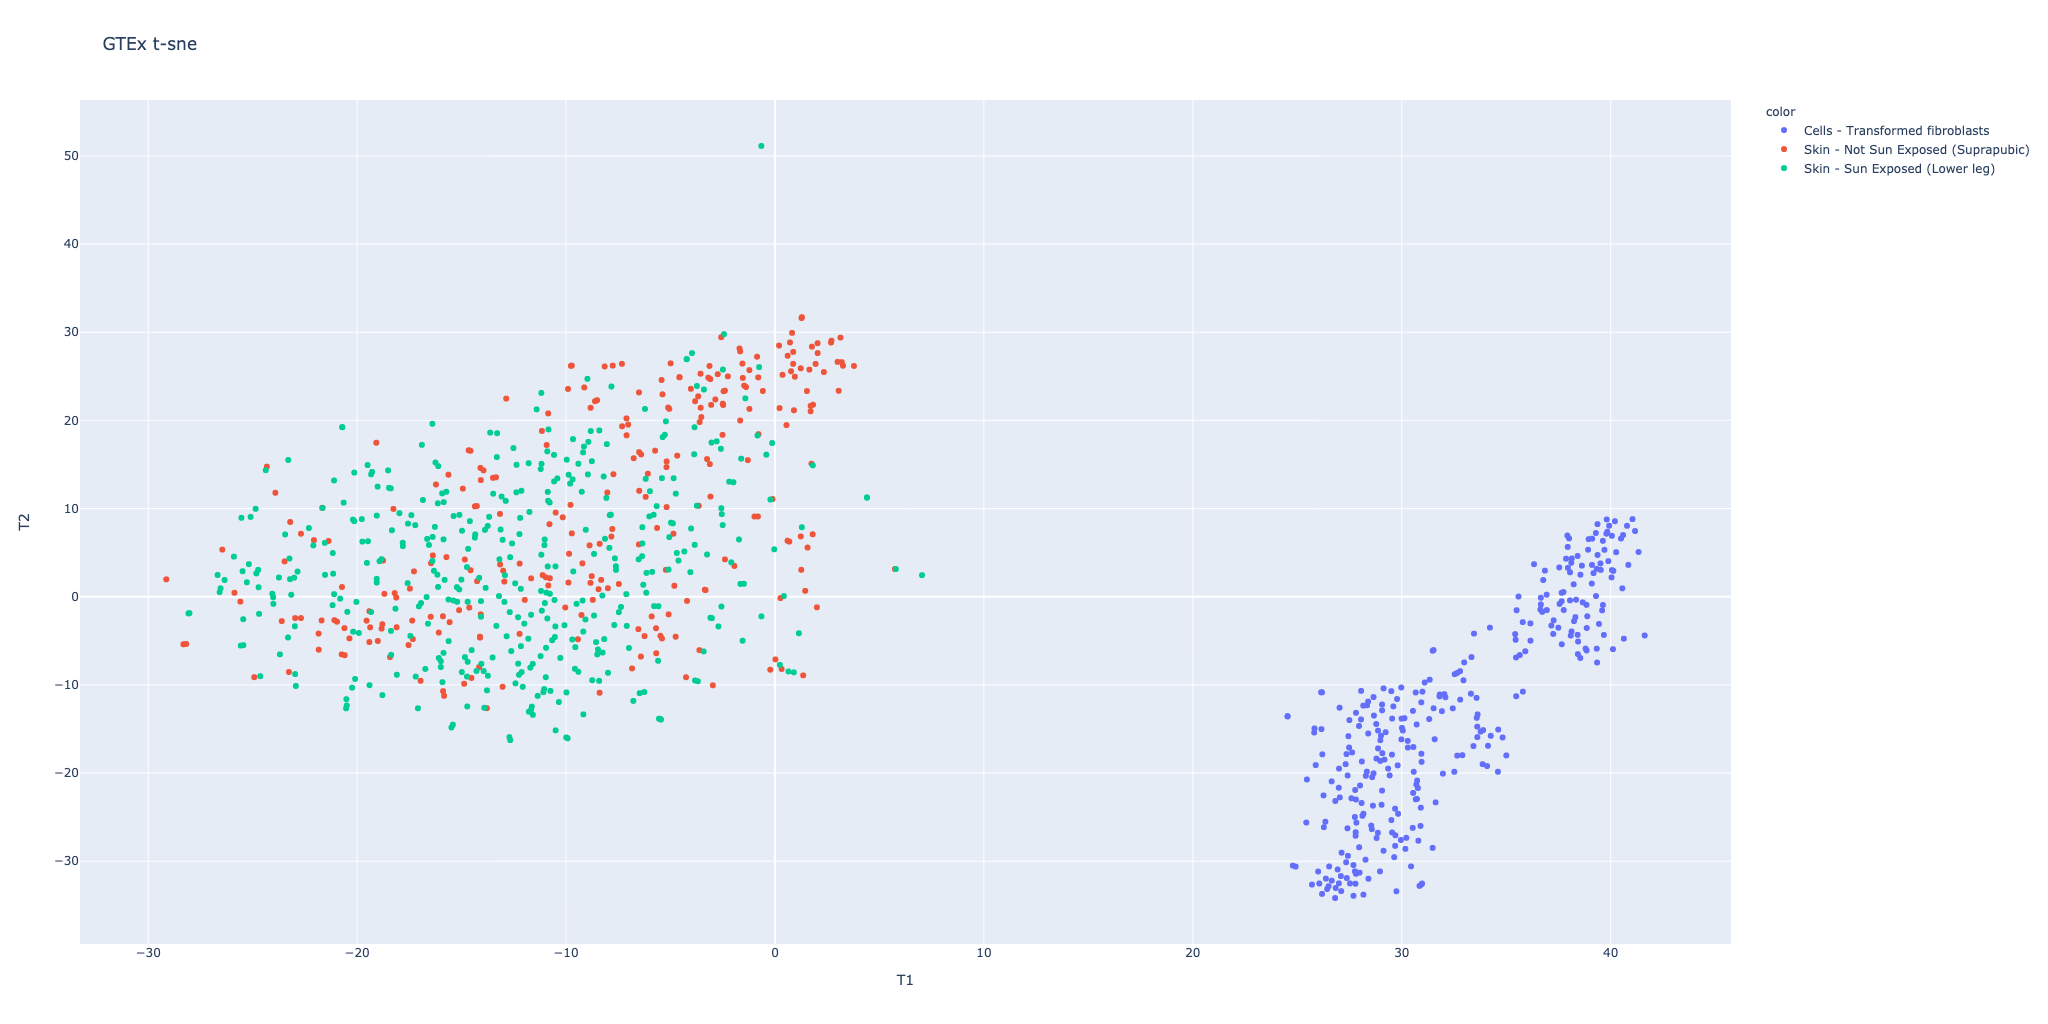 GTEx t-sne
color
Cells - Transformed fibroblasts
Skin - Not Sun Exposed (Suprapubic)
Skin - Sun Exposed (Lower leg)
50
40
30
20
10
0
−10
−20
−30
T2
−30 −20 −10 0 10 20 30 40
T1